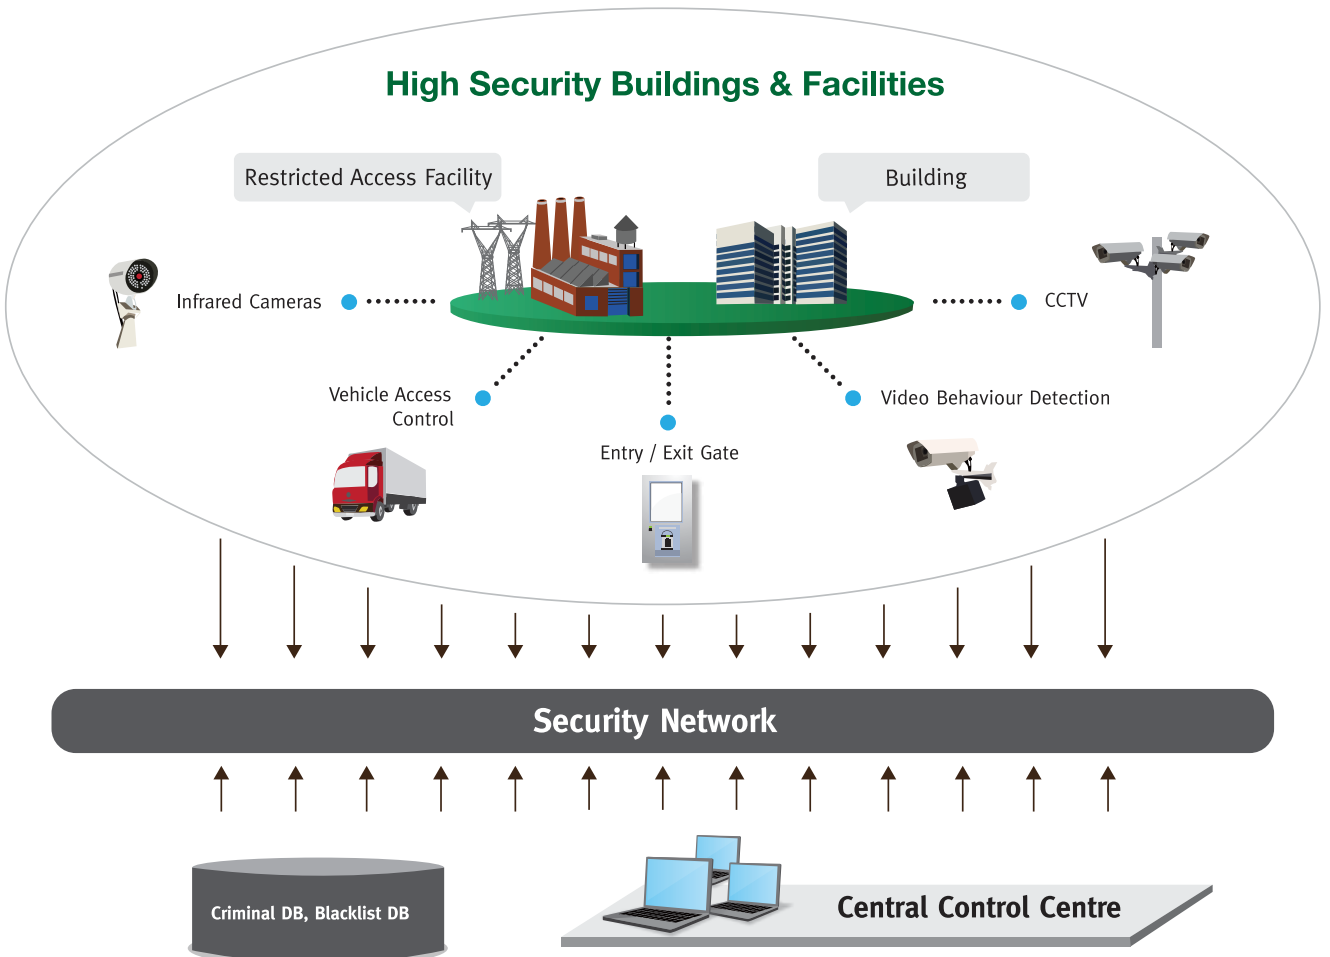 High Security Buildings & Facilities
Restricted Access Facility
Building
Infrared Cameras
CCTV
Vehicle Access
Control
Video Behaviour Detection
Entry / Exit Gate
Security Network
Criminal DB, Blacklist DB
Central Control Centre